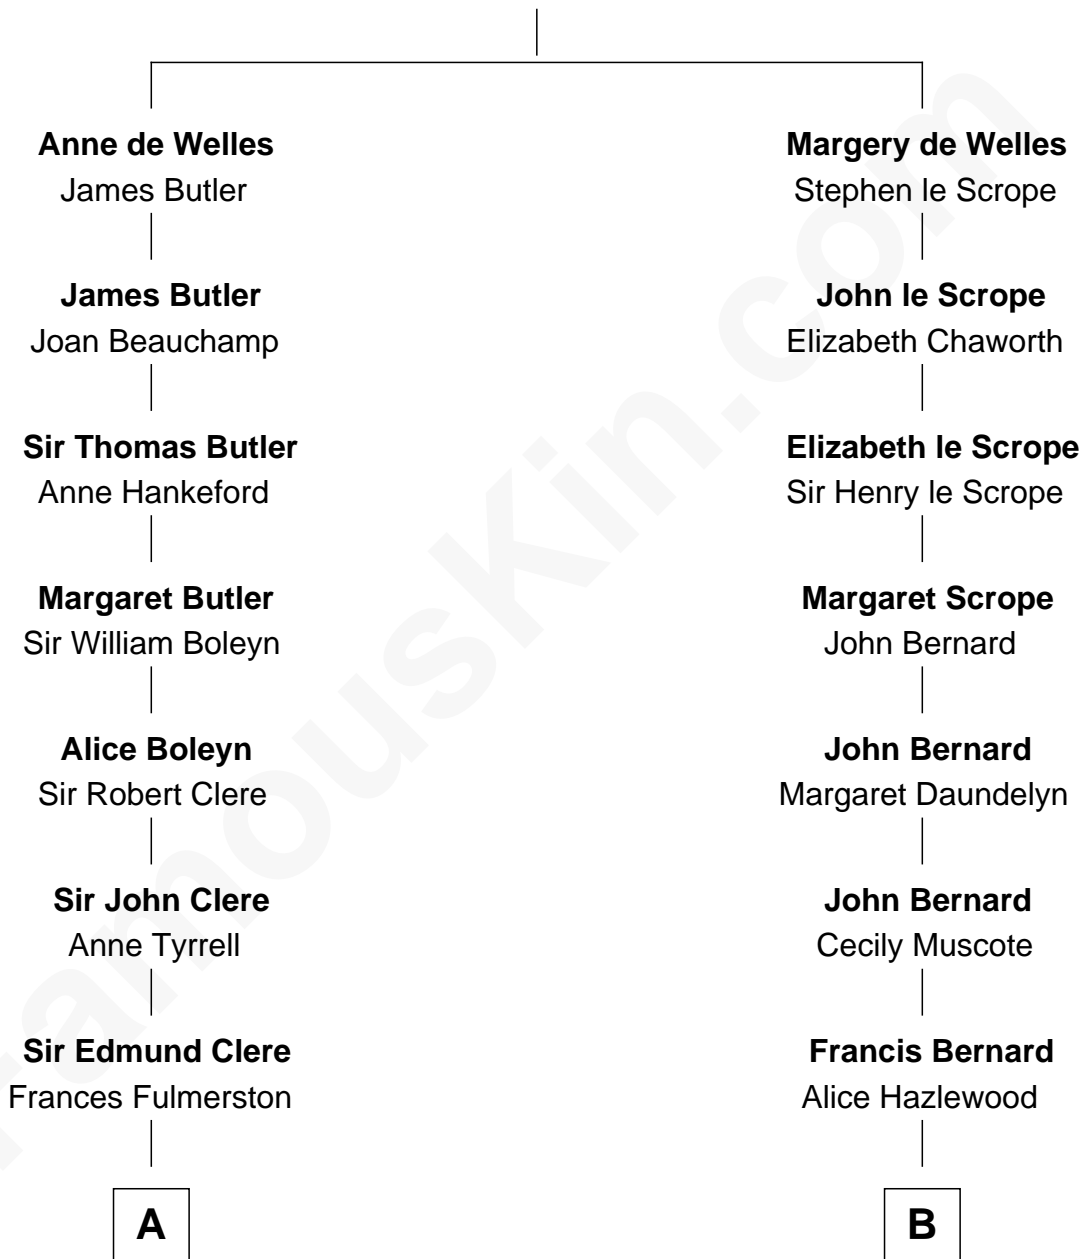 Anne de Welles
James Butler
James Butler
Joan Beauchamp
Sir Thomas Butler
Anne Hankeford
Margaret Butler
Sir William Boleyn
Alice Boleyn
Sir Robert Clere
Sir John Clere
Anne Tyrrell
Sir Edmund Clere
Frances Fulmerston
A
Margery de Welles
Stephen le Scrope
John le Scrope
Elizabeth Chaworth
Elizabeth le Scrope
Sir Henry le Scrope
Margaret Scrope
John Bernard
John Bernard
Margaret Daundelyn
John Bernard
Cecily Muscote
Francis Bernard
Alice Hazlewood
B
FamousKin.com